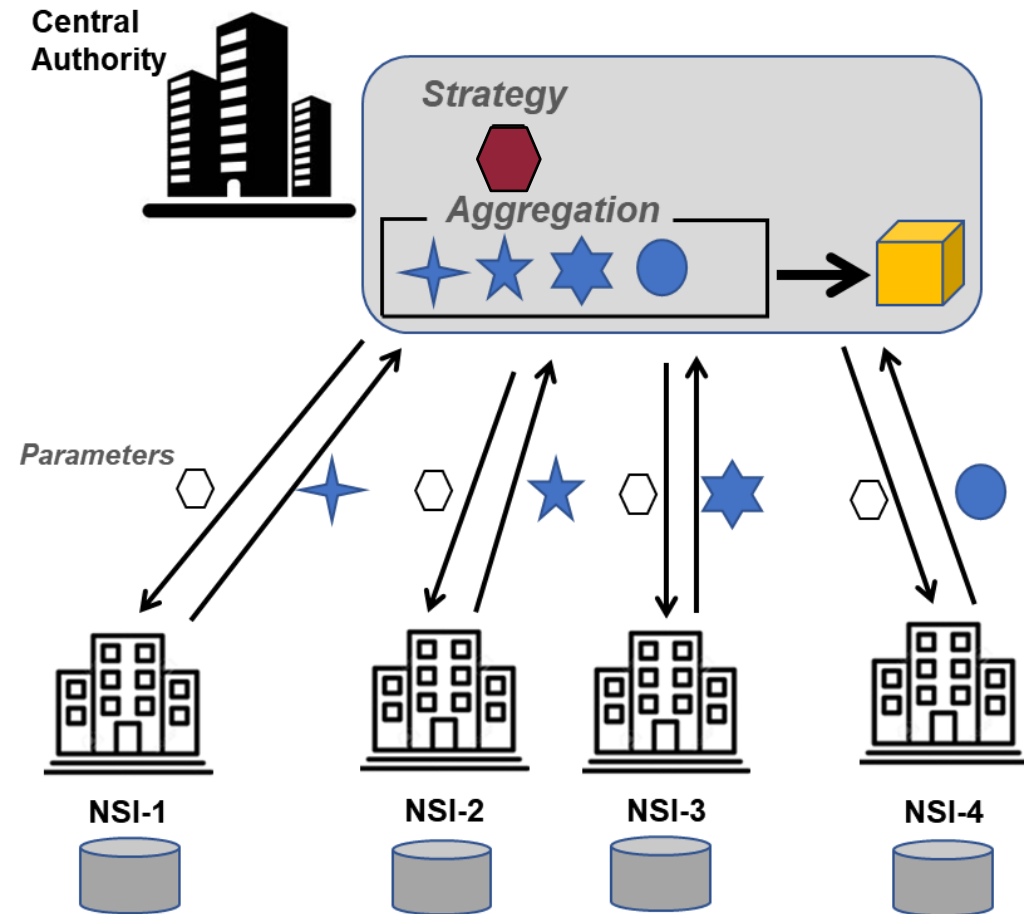 Central
Authority
Strategy
Aggregation
Parameters
NSI-1
NSI-2
NSI-3
NSI-4